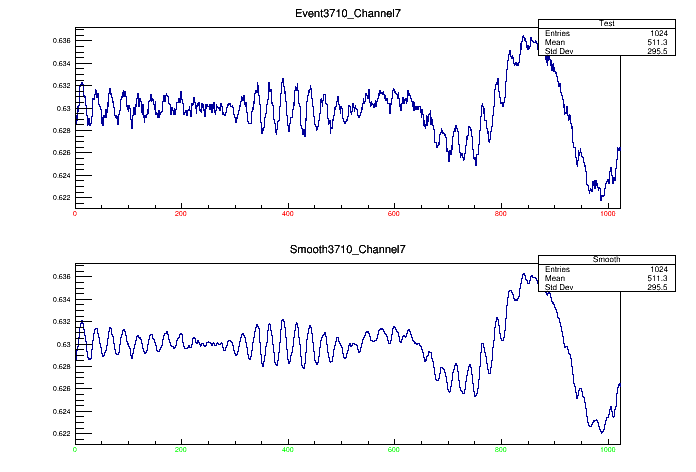 Event3710_Channel7
Test
Entries 1024
Mean 511.3
Std Dev 295.5
0.636
0.634
0.632
0.63
0.628
0.626
0.624
0.622
0 200 400 600 800 1000
Smooth3710_Channel7
Smooth
Entries 1024
Mean 511.3
Std Dev 295.5
0.636
0.634
0.632
0.63
0.628
0.626
0.624
0.622
0 200 400 600 800 1000